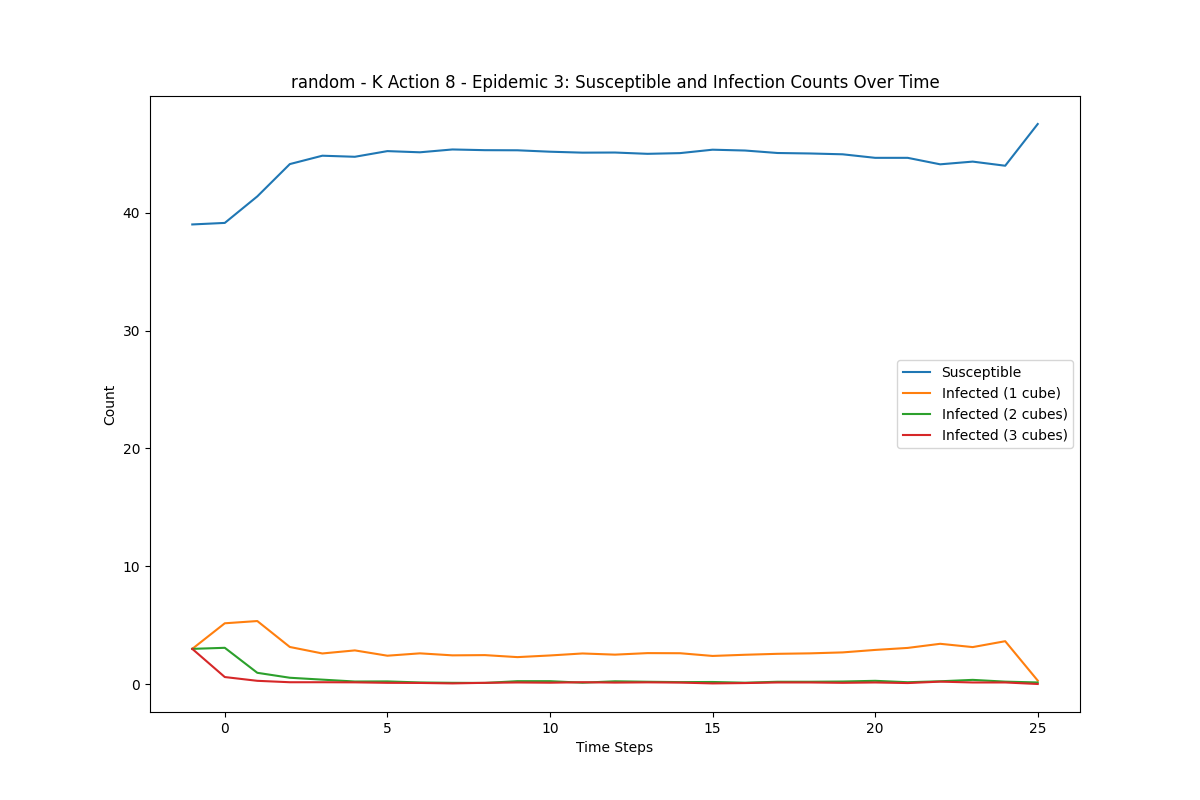 random - K Action 8 - Epidemic 3: Susceptible and Infection Counts Over Time
Count
40
30
20
10
0
Susceptible
Infected (1 cube)
Infected (2 cubes)
Infected (3 cubes)
0 5 10 15 20 25
Time Steps